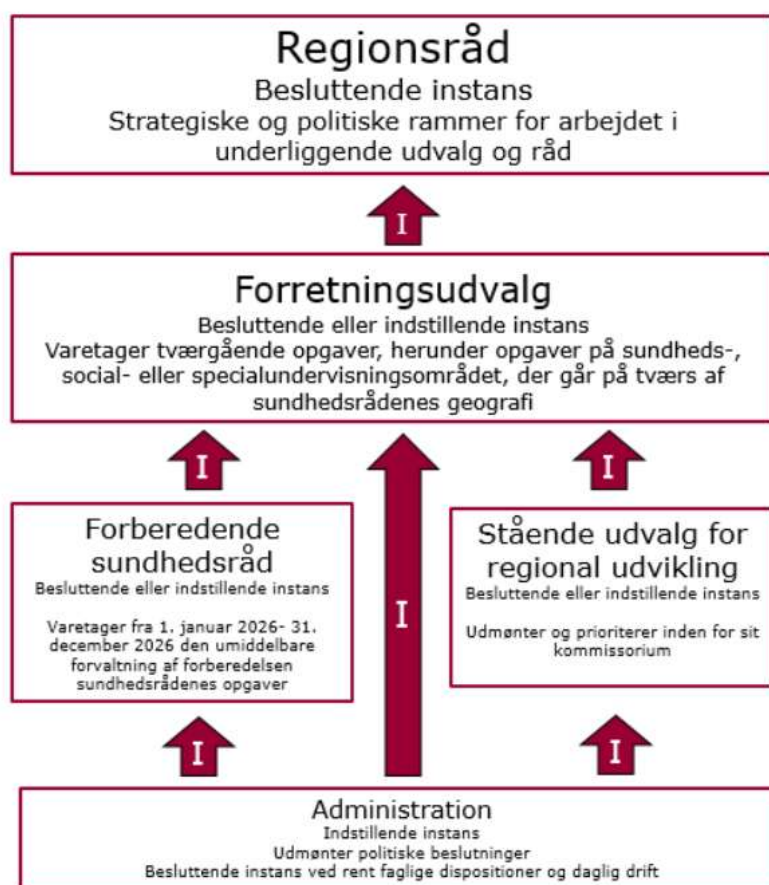 Regionsråd
Besluttende instans
Strategiske og politiske rammer for arbejdet i
underliggende udvalg og råd
I
Forretningsudvalg
Besluttende eller indstillende instans
Varetager tværgående opgaver, herunder opgaver på sundheds-,
social- eller specialundervisningsområdet, der går på tværs af
sundhedsrådenes geografi
I
I
Forberedende
sundhedsråd
Besluttende eller indstillende instans
Varetager fra 1. januar 2026- 31.
december 2026 den umiddelbare
forvaltning af forberedelsen
sundhedsrådenes opgaver
I
Stående udvalg for
regional udvikling
Besluttende eller indstillende instans
Udmønter og prioriterer inden for sit
kommissorium
I
I
Administration
Indstillende instans
Udmønter politiske beslutninger
Besluttende instans ved rent faglige dispositioner og daglig drift